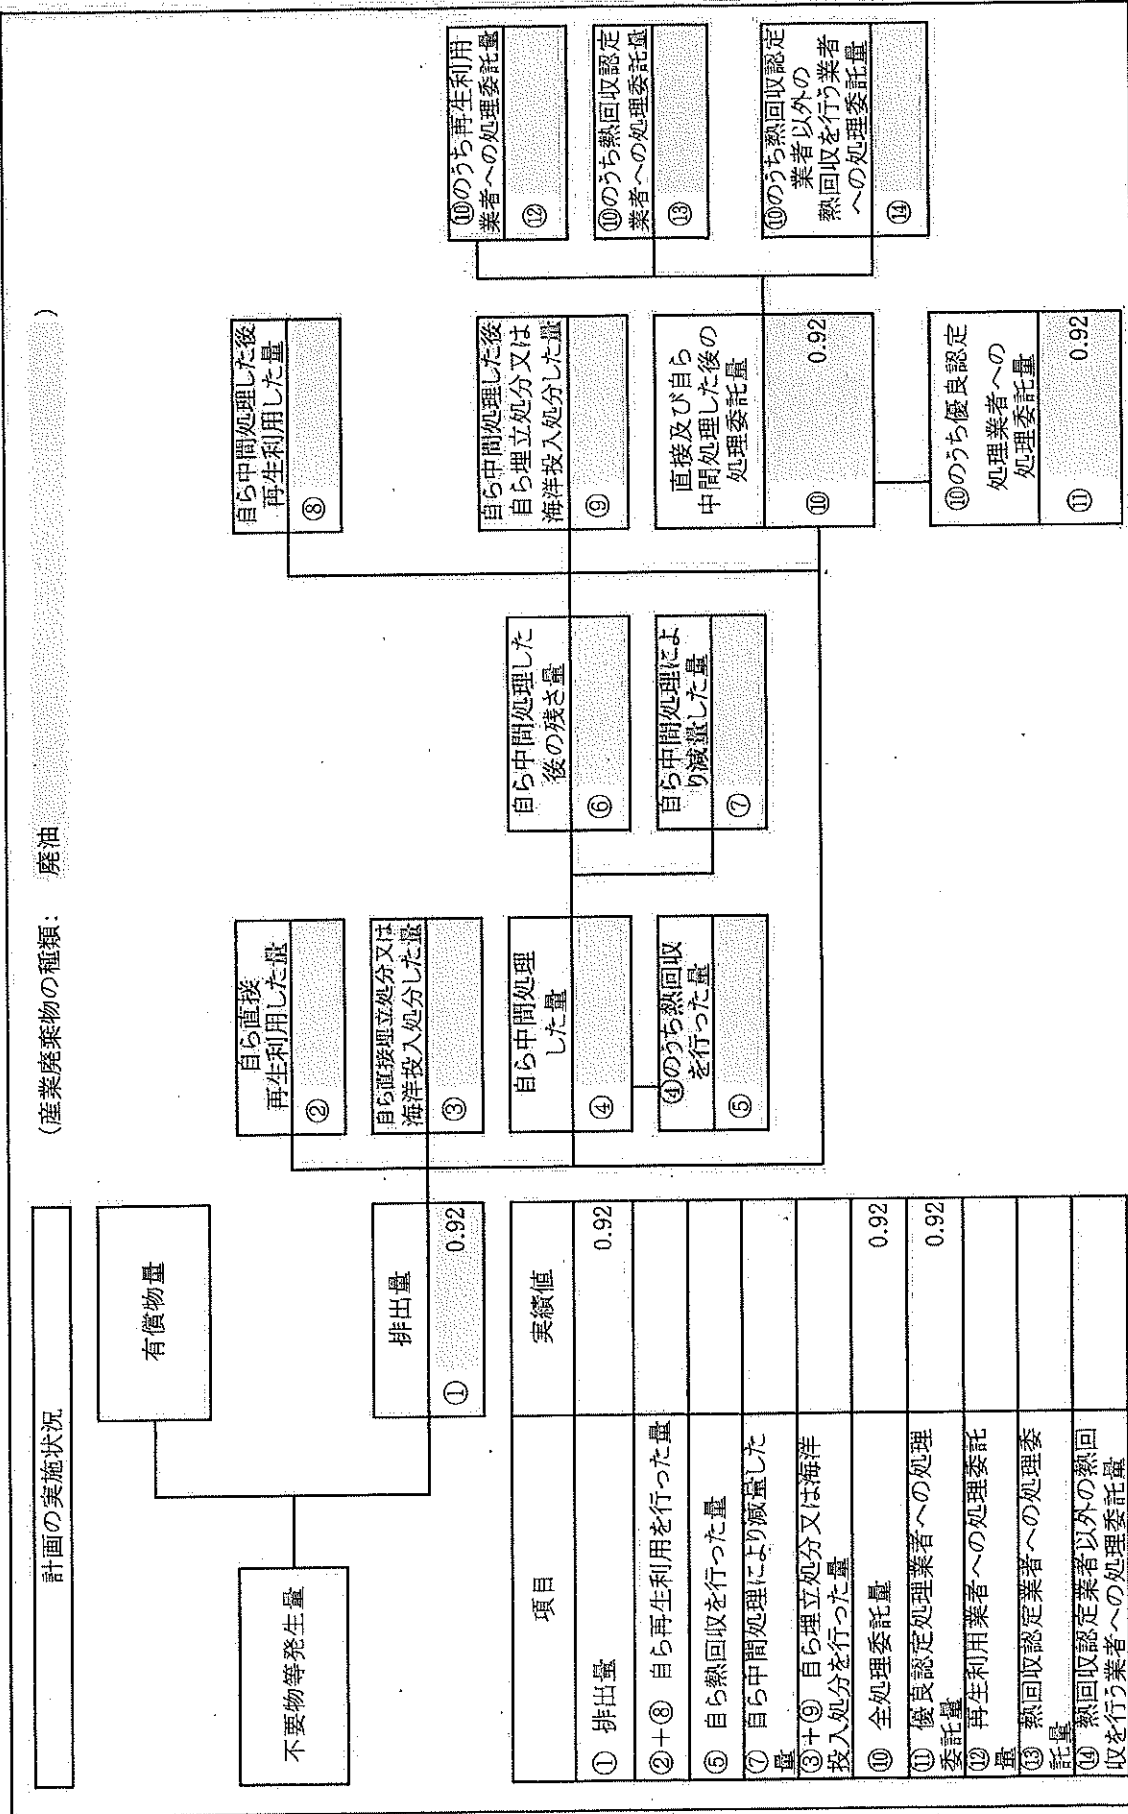 計画の実施状況
(産業廃棄物の種類: 廃油 )
不要物等発生量
有償物量
排出量
① 0.92
自ら直接
再生利用した量
②
自ら直接埋立処分又は
海洋投入処分した量
③
自ら中間処理
した量
④
④のうち熱回収
を行った量
⑤
自ら中間処理した
後の残さ量
⑥
自ら中間処理によ
り減量した量
⑦
自ら中間処理した後
再生利用した量
⑧
自ら中間処理した後
自ら埋立処分又は
海洋投入処分した量
⑨
直接及び自ら
中間処理した後の
処理委託量
⑩ 0.92
⑩のうち優良認定
処理業者への
処理委託量
⑪ 0.92
⑩のうち再生利用
業者への処理委託量
⑫
⑩のうち熱回収認定
業者への処理委託量
⑬
⑩のうち熱回収認定
業者以外の
熱回収を行う業者
への処理委託量
⑭
項目 実績値
① 排出量 0.92
②+⑧ 自ら再生利用を行った量
⑤ 自ら熱回収を行った量
⑦ 自ら中間処理により減量した
量
③+⑨ 自ら埋立処分又は海洋
投入処分を行った量
⑩ 全処理委託量 0.92
⑪ 優良認定処理業者への処理
委託量 0.92
⑫ 再生利用業者への処理委託
量
⑬ 熱回収認定業者への処理委
託量
⑭ 熱回収認定業者以外の熱回
収を行う業者への処理委託量